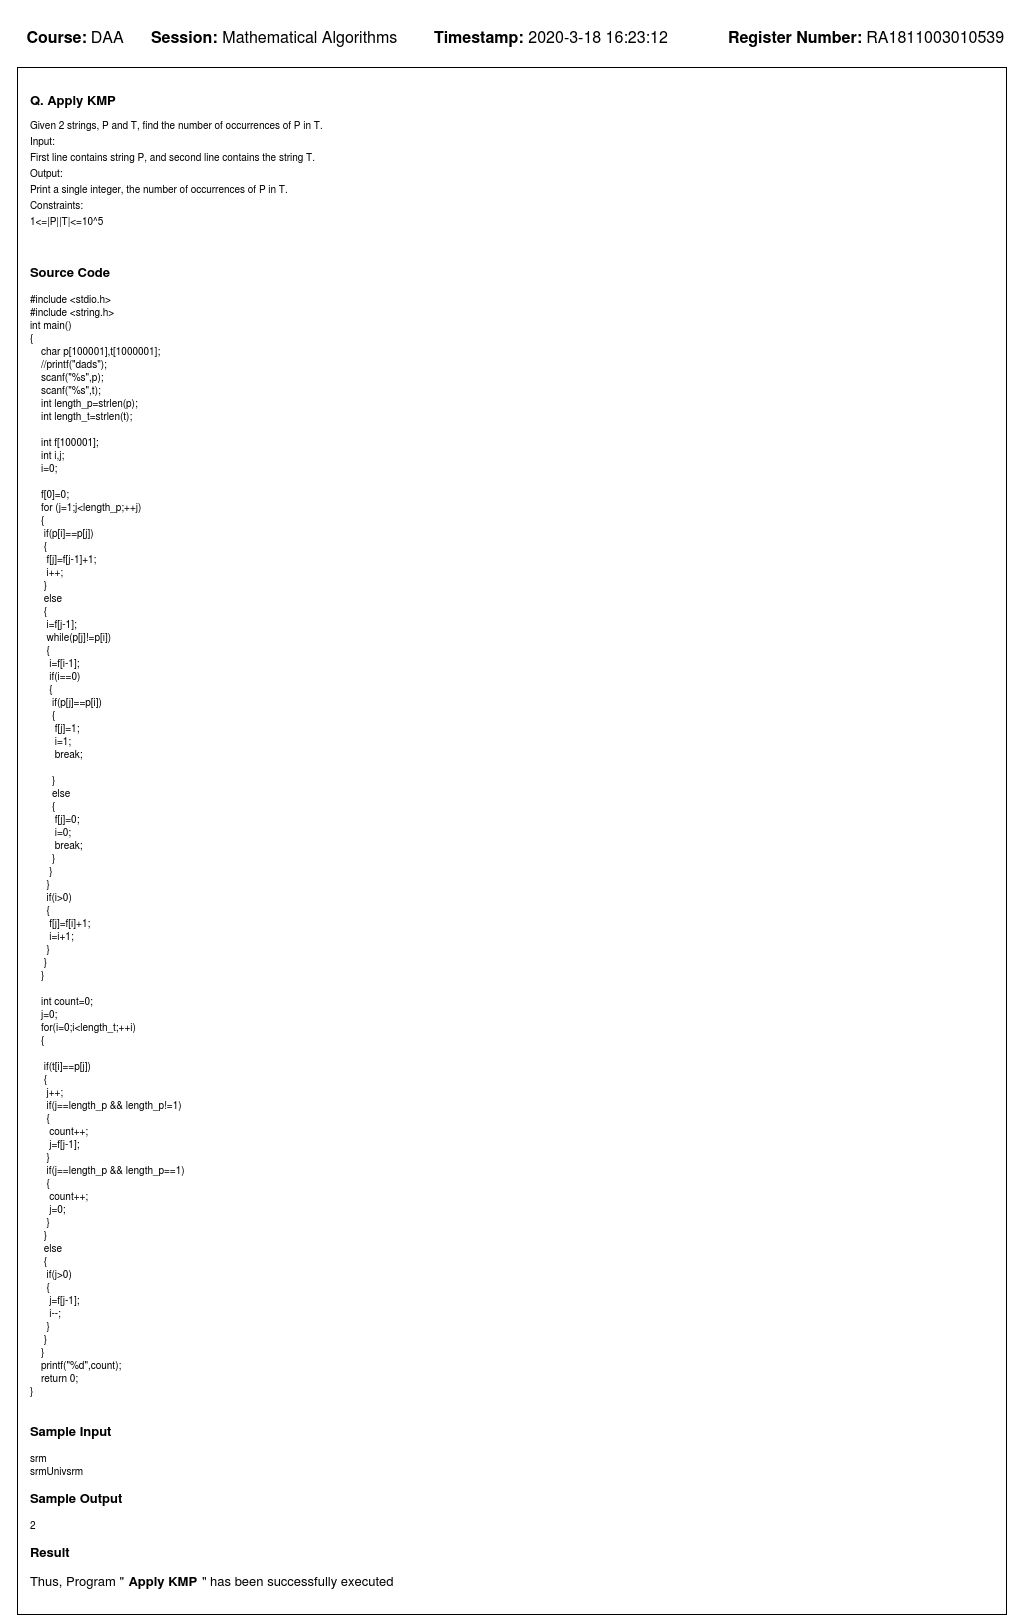 Course: DAA Session: Mathematical Algorithms Timestamp: 2020-3-18 16:23:12 Register Number: RA1811003010539
Q. Apply KMP
Given 2 strings, P and T, find the number of occurrences of P in T.
Input:
First line contains string P, and second line contains the string T.
Output:
Print a single integer, the number of occurrences of P in T.
Constraints:
1<=|P||T|<=10^5
Source Code
#include <stdio.h>
#include <string.h>
int main()
{
char p[100001],t[1000001];
//printf("dads");
scanf("%s",p);
scanf("%s",t);
int length_p=strlen(p);
int length_t=strlen(t);
int f[100001];
int i,j;
i=0;
f[0]=0;
for (j=1;j<length_p;++j)
{
if(p[i]==p[j])
{
f[j]=f[j-1]+1;
i++;
}
else
{
i=f[j-1];
while(p[j]!=p[i])
{
i=f[i-1];
if(i==0)
{
if(p[j]==p[i])
{
f[j]=1;
i=1;
break;
}
else
{
f[j]=0;
i=0;
break;
}
}
}
if(i>0)
{
f[j]=f[i]+1;
i=i+1;
}
}
}
int count=0;
j=0;
for(i=0;i<length_t;++i)
{
if(t[i]==p[j])
{
j++;
if(j==length_p && length_p!=1)
{
count++;
j=f[j-1];
}
if(j==length_p && length_p==1)
{
count++;
j=0;
}
}
else
{
if(j>0)
{
j=f[j-1];
i--;
}
}
}
printf("%d",count);
return 0;
}
Sample Input
srm
srmUnivsrm
Sample Output
2
Result
Thus, Program " Apply KMP " has been successfully executed